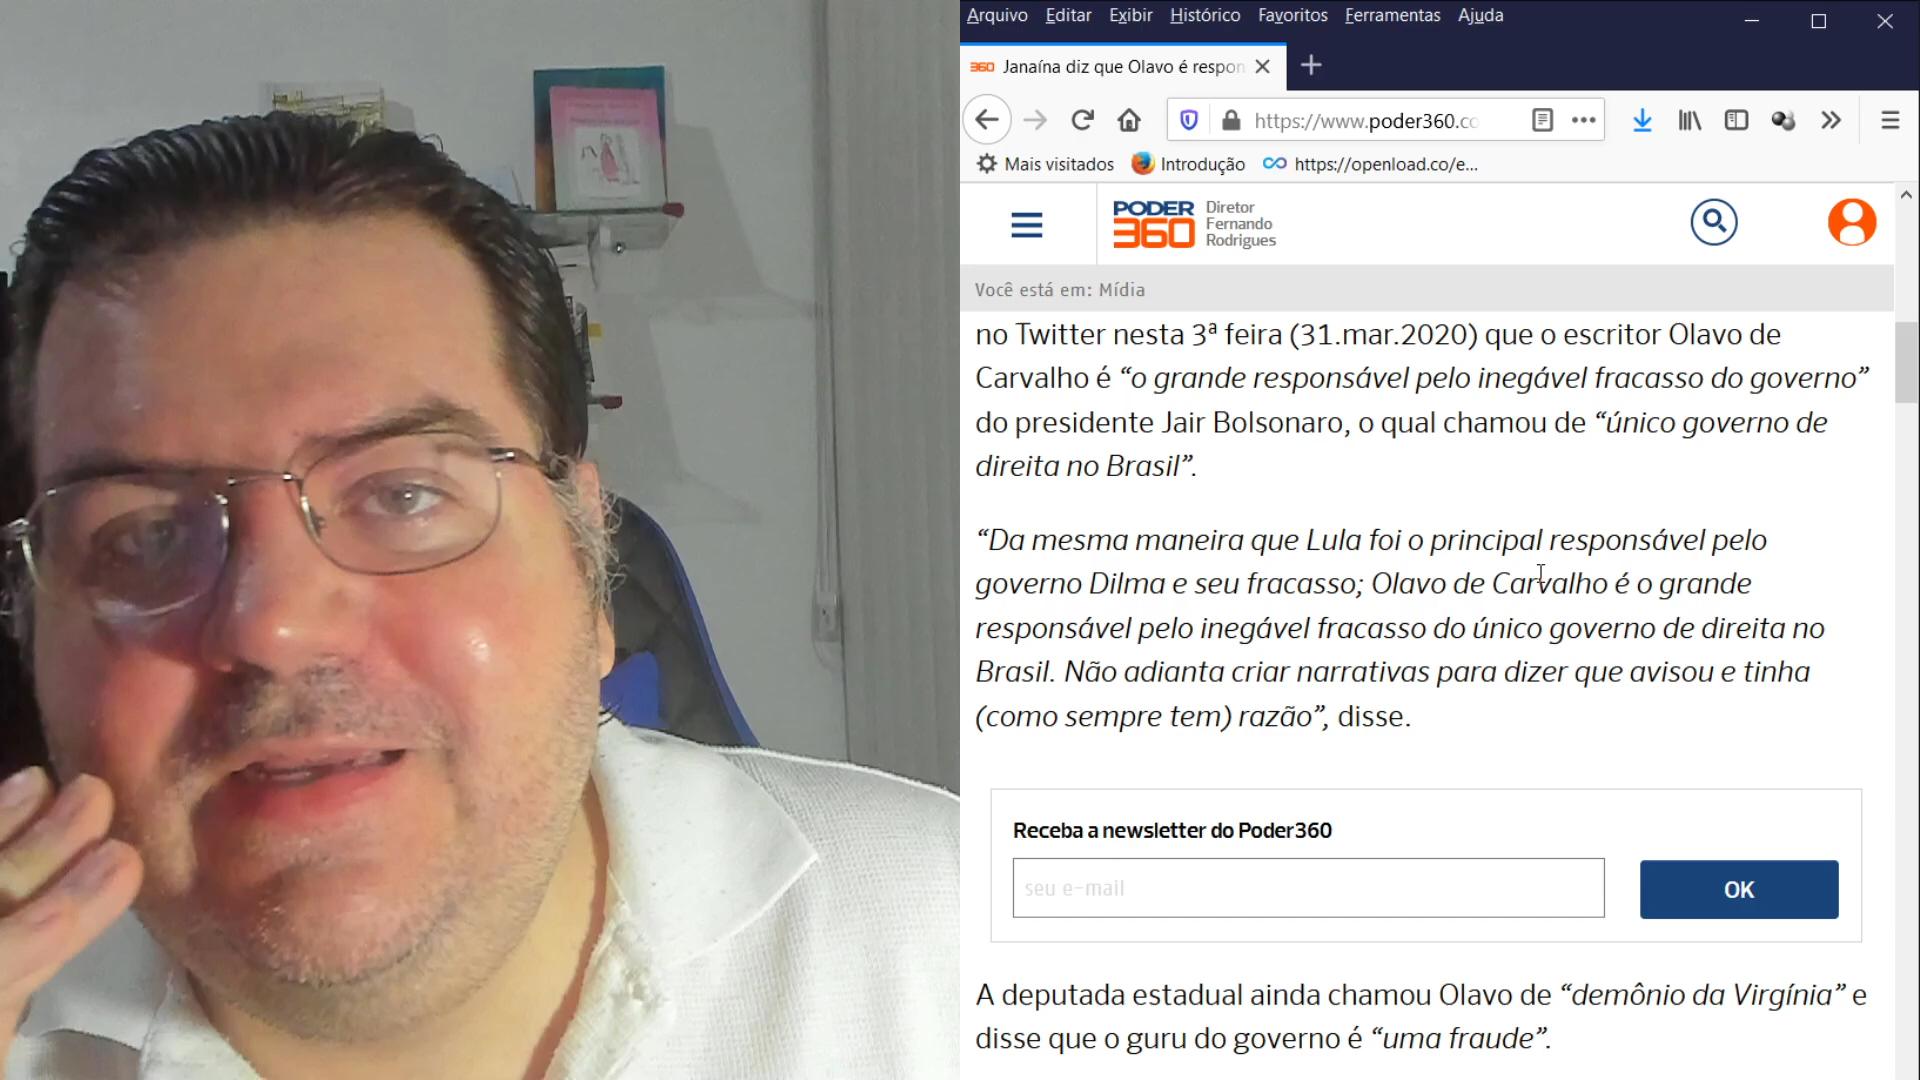 Arquivo Editar Exibir Histórico Favoritos Ferramentas Ajuda
360 Janaína diz que Olavo é respon
https://www.poder360.co
Mais visitados Introdução https://openload.co/e...
PODER
360
Diretor
Fernando
Rodrigues
Você está em: Mídia
no Twitter nesta 3ª feira (31.mar.2020) que o escritor Olavo de
Carvalho é “o grande responsável pelo inegável fracasso do governo”
do presidente Jair Bolsonaro, o qual chamou de “único governo de
direita no Brasil”.
“Da mesma maneira que Lula foi o principal responsável pelo
governo Dilma e seu fracasso; Olavo de Carvalho é o grande
responsável pelo inegável fracasso do único governo de direita no
Brasil. Não adianta criar narrativas para dizer que avisou e tinha
(como sempre tem) razão”, disse.
Receba a newsletter do Poder360
seu e-mail
OK
A deputada estadual ainda chamou Olavo de “demônio da Virgínia” e
disse que o guru do governo é “uma fraude”.